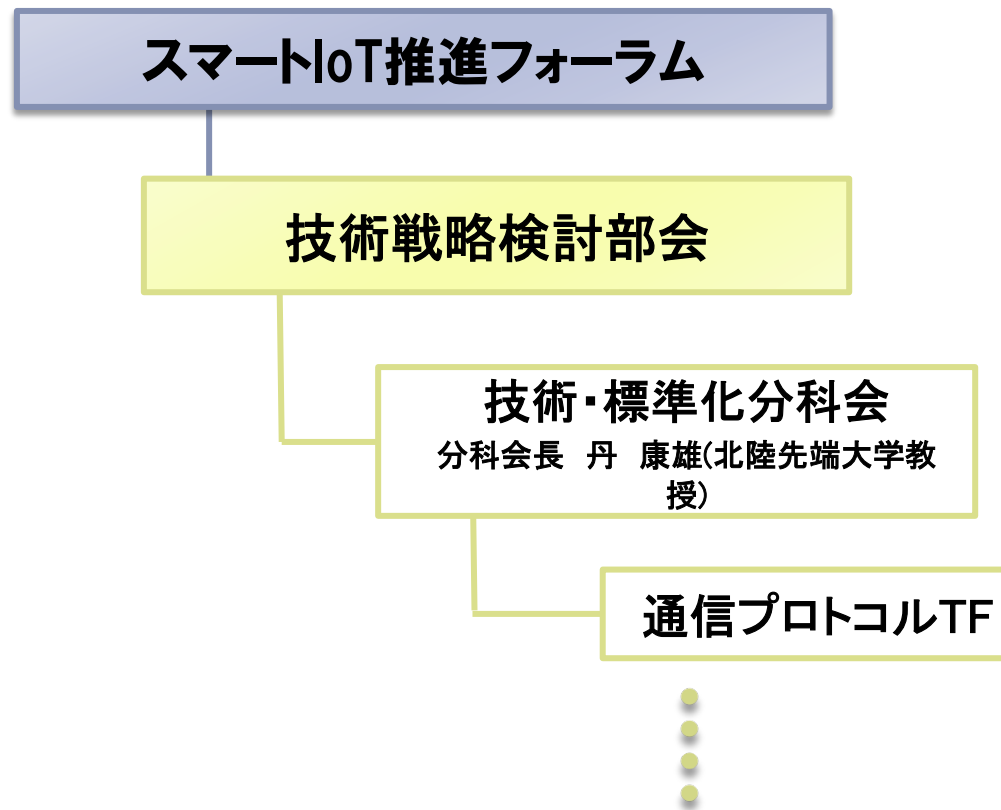 スマートIoT推進フォーラム
技術戦略検討部会
技術・標準化分科会
分科会長　丹　康雄(北陸先端大学教
授)
通信プロトコルTF